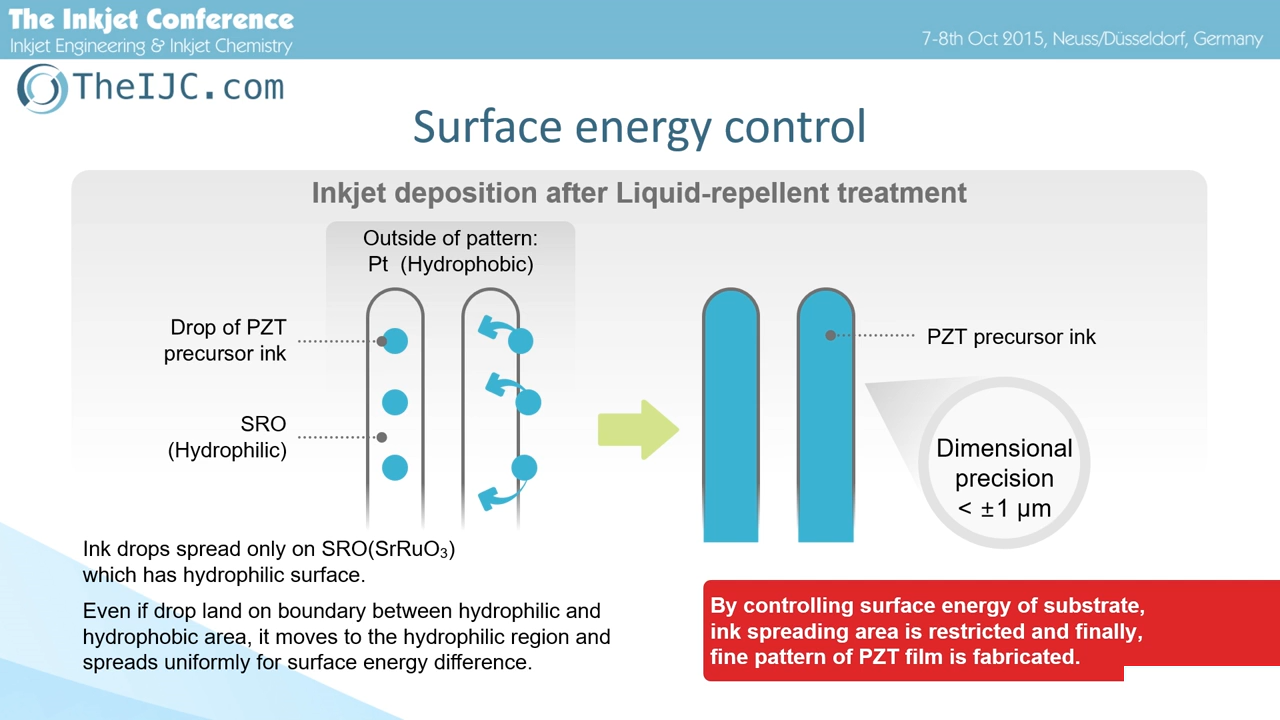 The Inkjet Conference
Inkjet Engineering & Inkjet Chemistry
7-8th Oct 2015, Neuss/Düsseldorf, Germany
TheIJC.com
Surface energy control
Inkjet deposition after Liquid-repellent treatment
Outside of pattern:
Pt (Hydrophobic)
Drop of PZT
precursor ink
SRO
(Hydrophilic)
PZT precursor ink
Dimensional
precision
< ±1 μm
Ink drops spread only on SRO(SrRuO₃)
which has hydrophilic surface.
Even if drop land on boundary between hydrophilic and
hydrophobic area, it moves to the hydrophilic region and
spreads uniformly for surface energy difference.
By controlling surface energy of substrate,
ink spreading area is restricted and finally,
fine pattern of PZT film is fabricated.